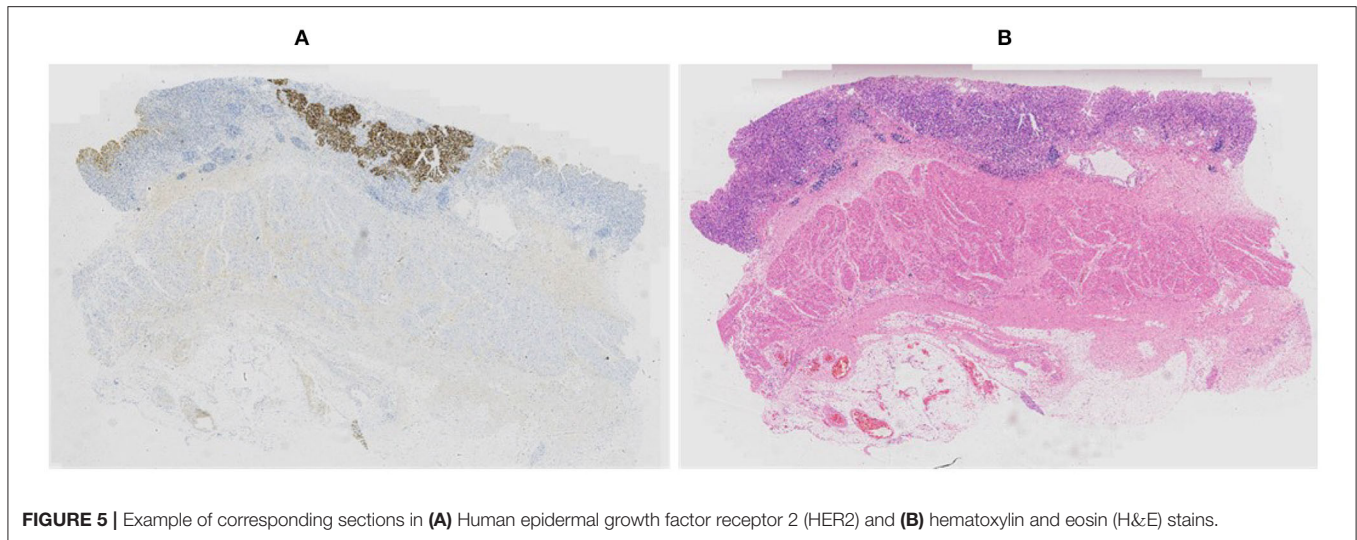 A
B
FIGURE 5 | Example of corresponding sections in (A) Human epidermal growth factor receptor 2 (HER2) and (B) hematoxylin and eosin (H&E) stains.